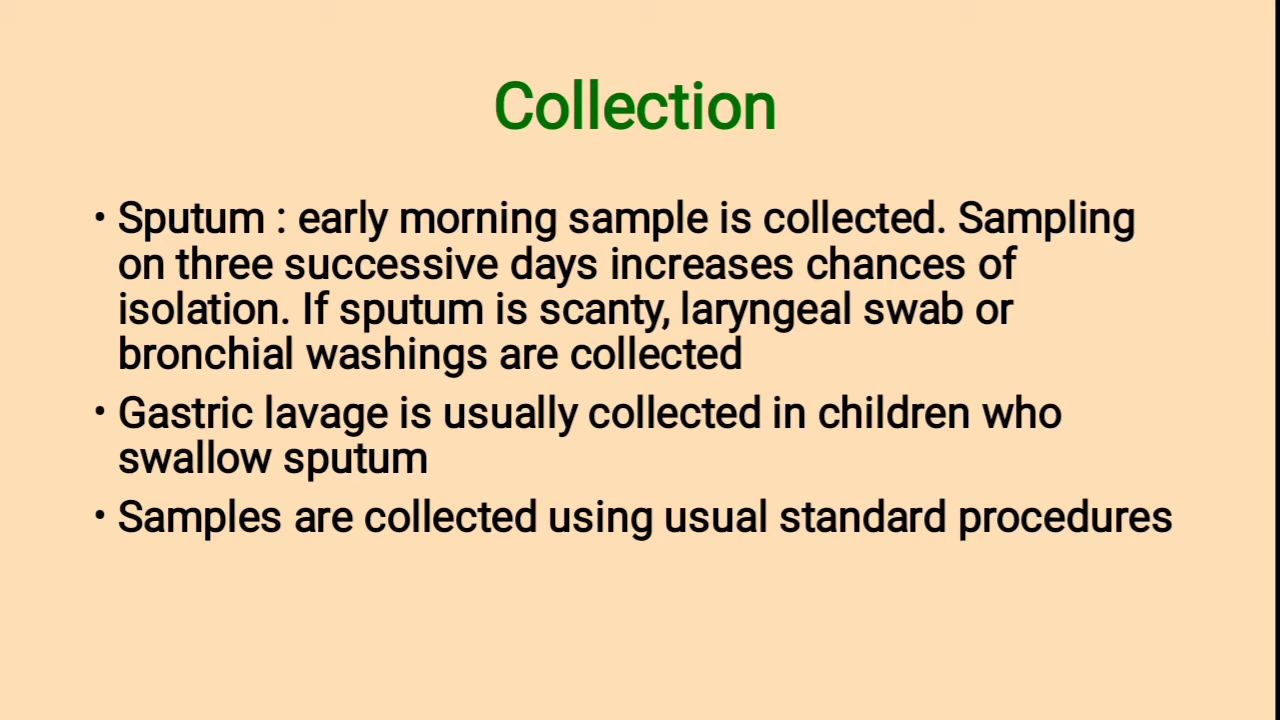 Collection
• Sputum : early morning sample is collected. Sampling
on three successive days increases chances of
isolation. If sputum is scanty, laryngeal swab or
bronchial washings are collected
• Gastric lavage is usually collected in children who
swallow sputum
• Samples are collected using usual standard procedures